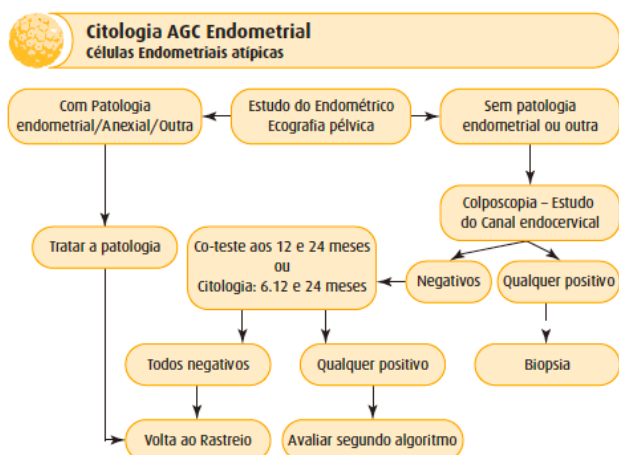 Citologia AGC Endometrial
Células Endometriais atípicas
Com Patologia
endometrial/Anexial/Outra
Estudo do Endométrico
Ecografia pélvica
Sem patologia
endometrial ou outra
Colposcopia – Estudo
do Canal endocervical
Tratar a patologia
Co-teste aos 12 e 24 meses
ou
Citologia: 6.12 e 24 meses
Negativos
Qualquer positivo
Todos negativos
Qualquer positivo
Biopsia
Volta ao Rastreio
Avaliar segundo algoritmo